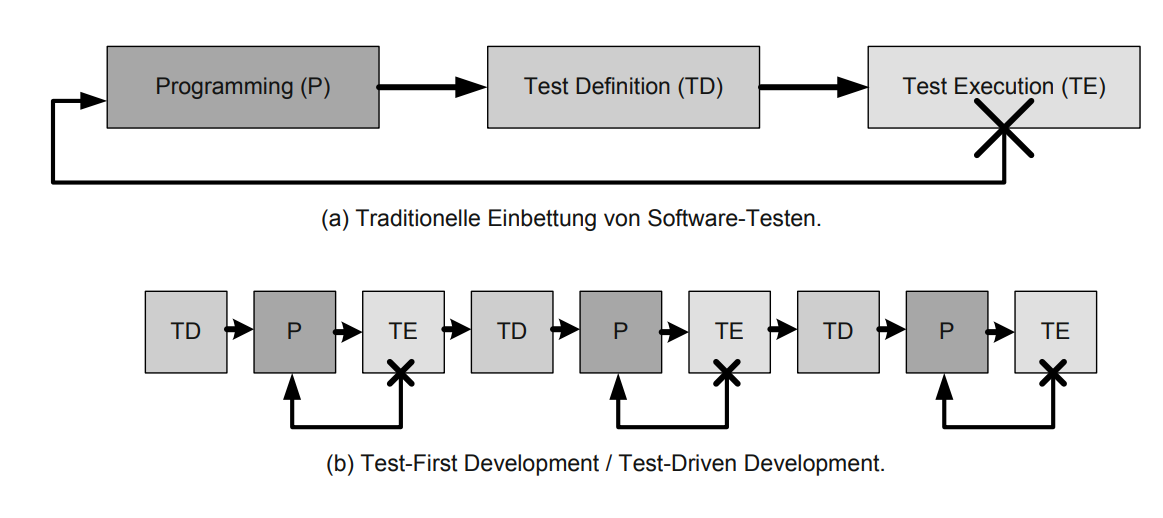 Programming (P) Test Definition (TD) Test Execution (TE)
(a) Traditionelle Einbettung von Software-Testen.
TD P TE TD P TE TD P TE
(b) Test-First Development / Test-Driven Development.